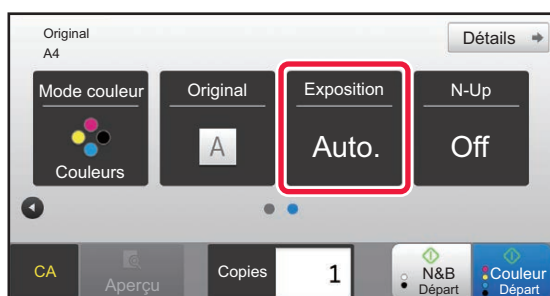 Original
A4
Détails
Mode couleur
Couleurs
Original
A
Exposition
Auto.
N-Up
Off
CA
Aperçu
Copies
1
N&B
Départ
Couleur
Départ